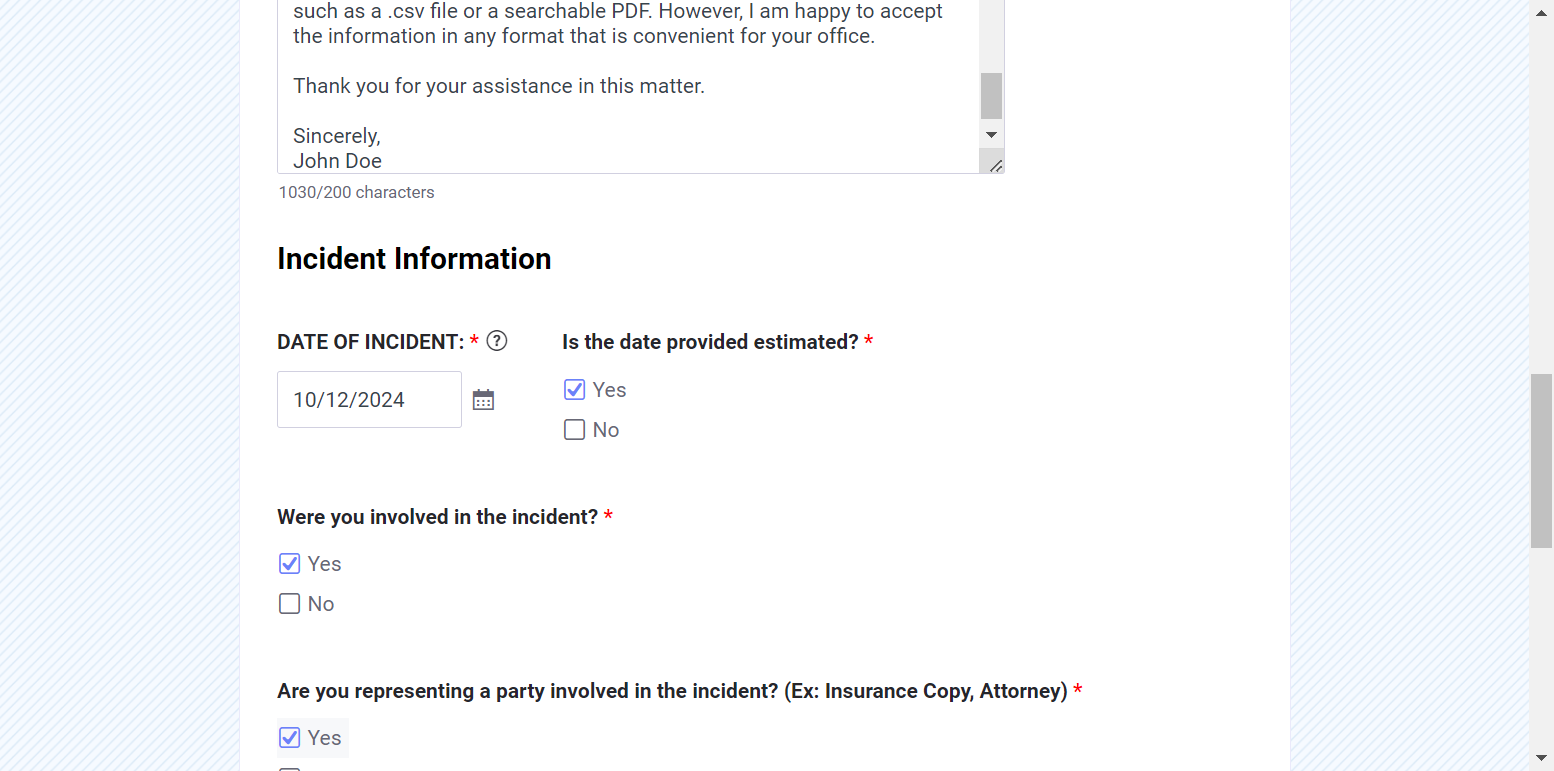 such as a .csv file or a searchable PDF. However, I am happy to accept
the information in any format that is convenient for your office.
Thank you for your assistance in this matter.
Sincerely,
John Doe
1030/200 characters
Incident Information
DATE OF INCIDENT: * ?
Is the date provided estimated? *
10/12/2024
Yes
No
Were you involved in the incident? *
Yes
No
Are you representing a party involved in the incident? (Ex: Insurance Copy, Attorney) *
Yes